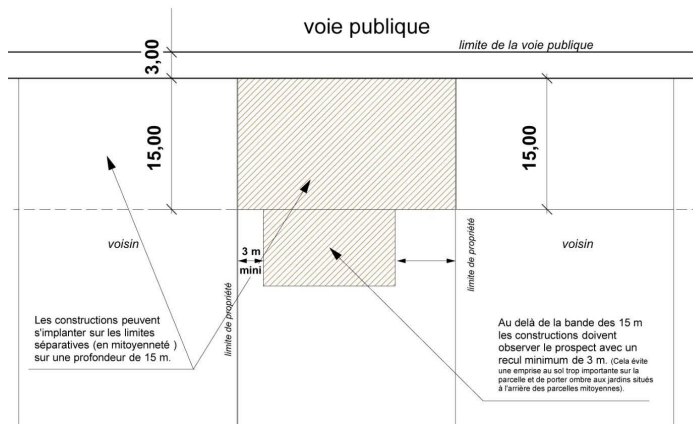 voie publique
limite de la voie publique
3,00
15,00
15,00
voisin
3 m
mini
limite de propriété
limite de propriété
voisin
Les constructions peuvent
s'implanter sur les limites
séparatives (en mitoyenneté )
sur une profondeur de 15 m.
Au delà de la bande des 15 m
les constructions doivent
observer le prospect avec un
recul minimum de 3 m. (Cela évite
une emprise au sol trop importante sur la
parcelle et de porter ombre aux jardins situés
à l'arrière des parcelles mitoyennes).